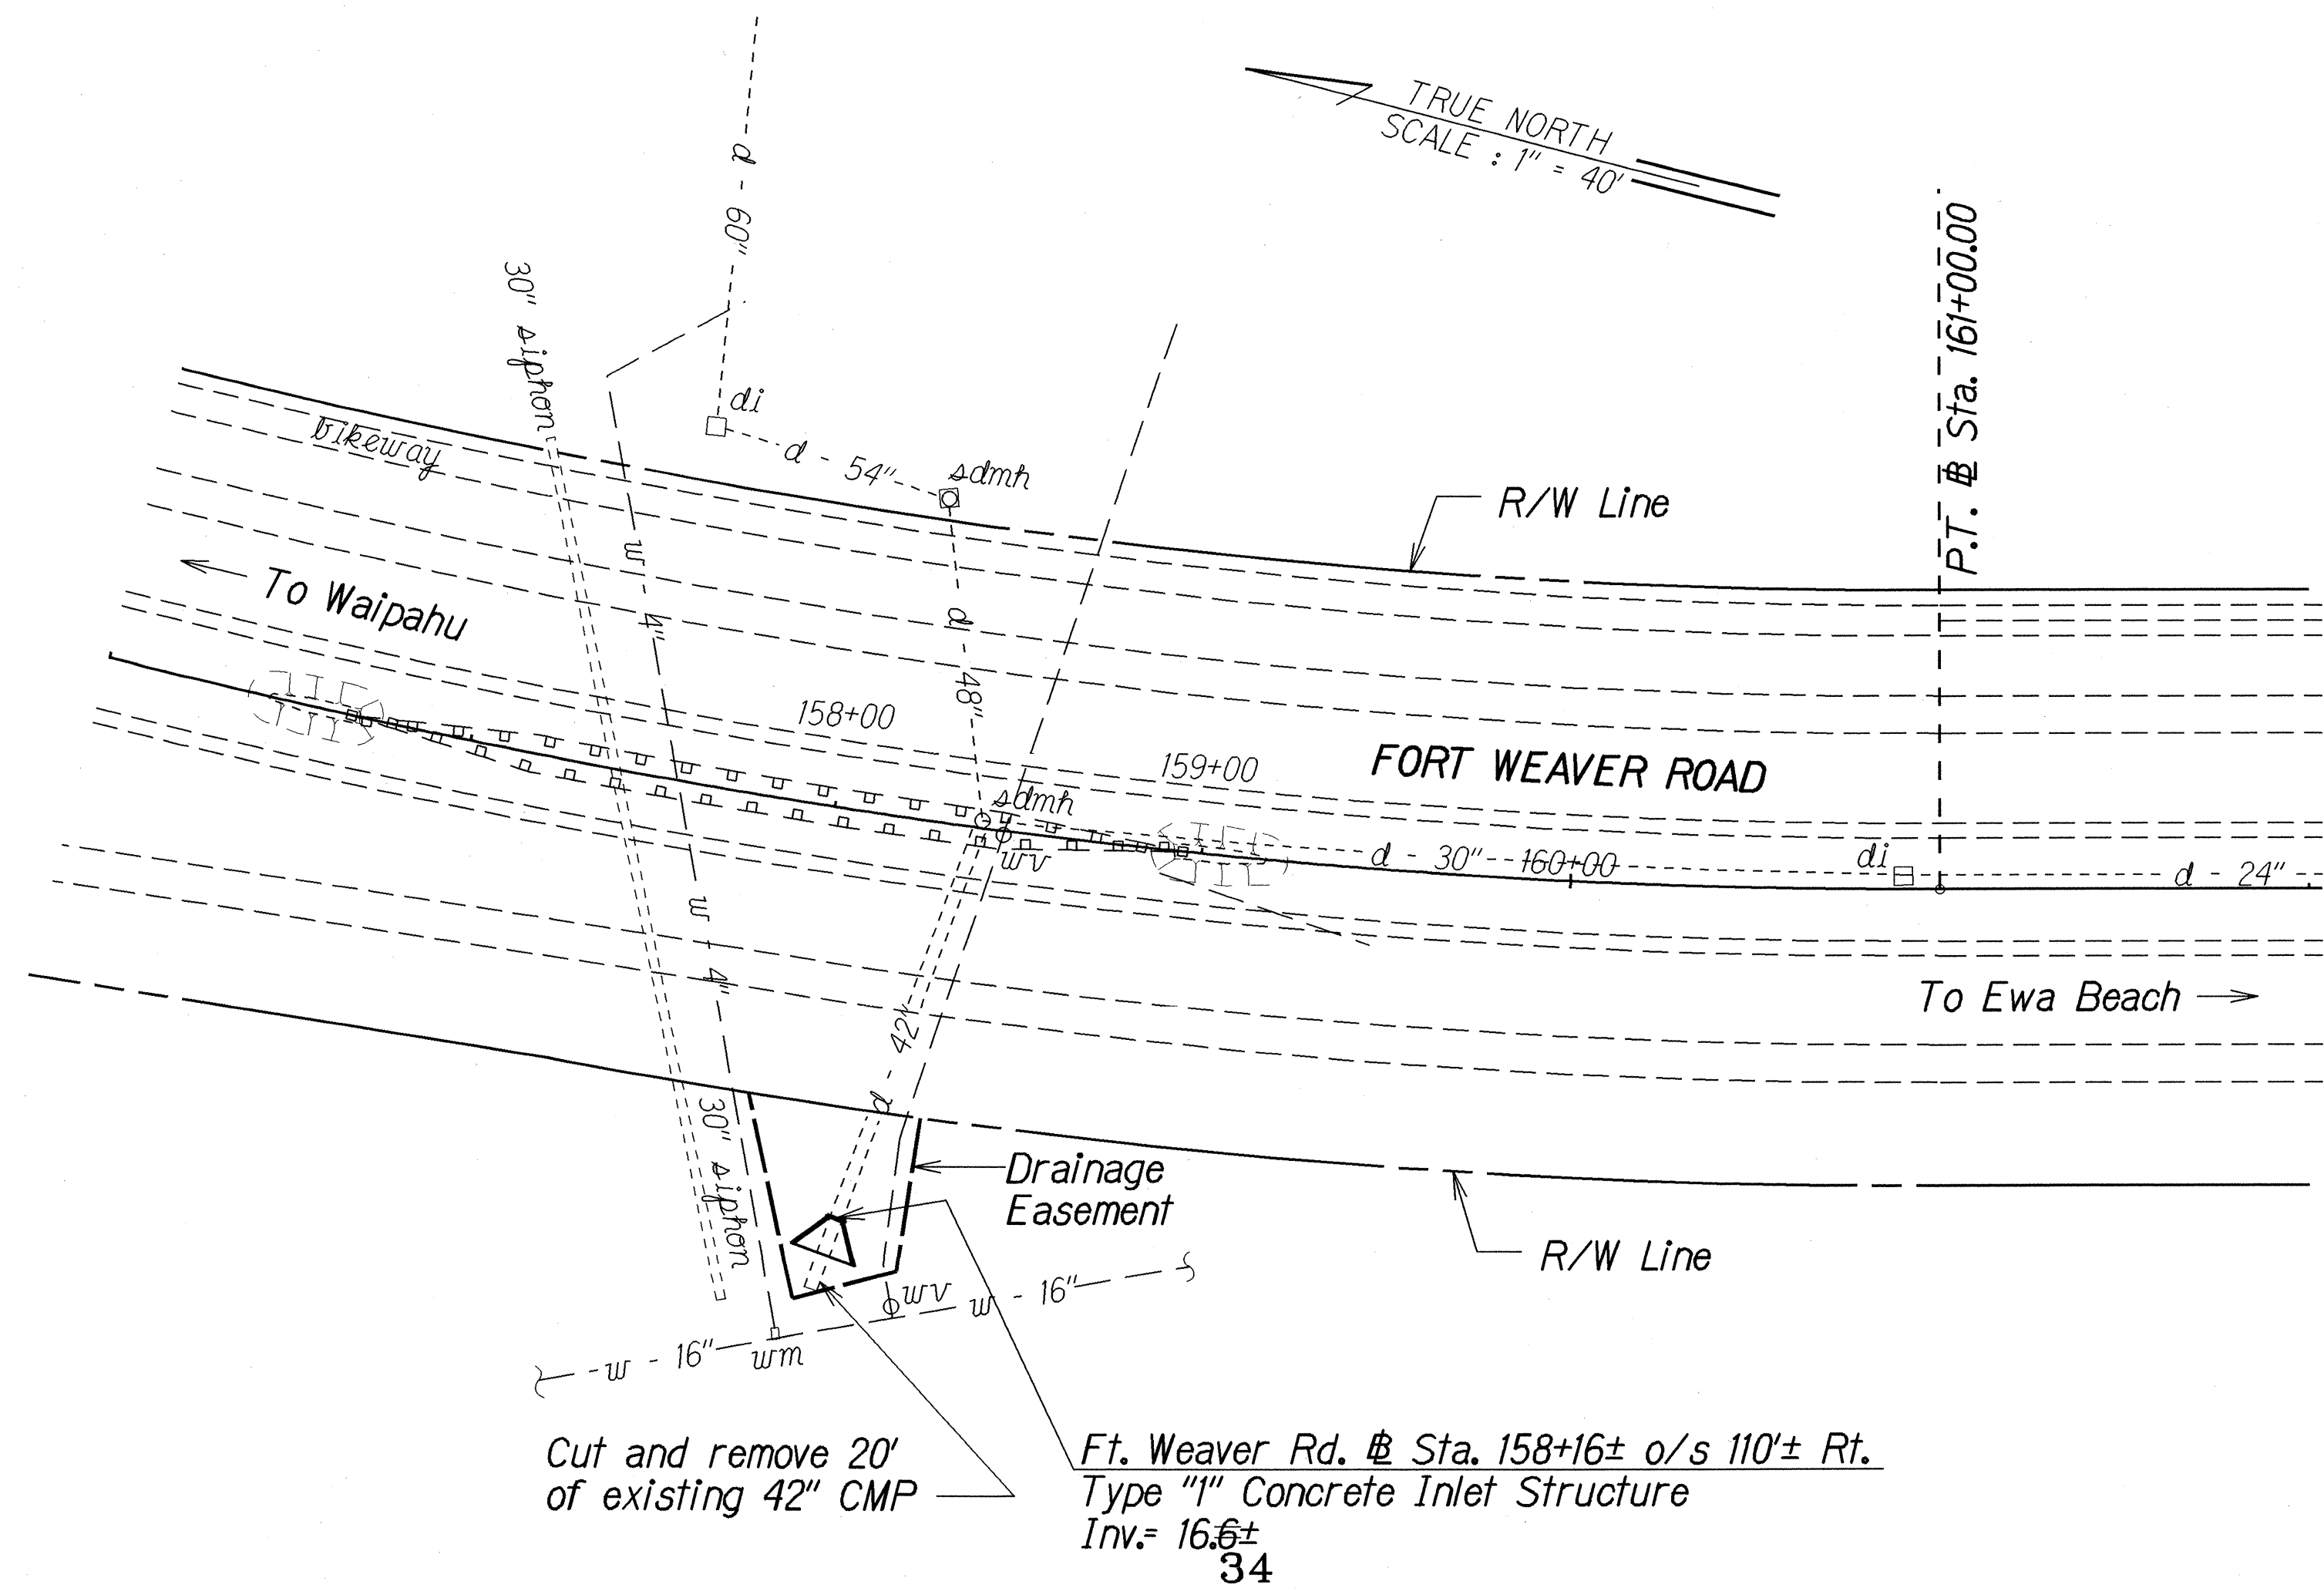 TRUE NORTH
SCALE : 1" = 40'
d - 60"
30" siphon
di
d - 54"
sdmh
bikeway
R/W Line
P.T. ℄ Sta. 161+00.00
To Waipahu
w - 4"
d - 48"
158+00
159+00
FORT WEAVER ROAD
sdmh
wv
d - 30"
160+00
di
d - 24"
w - 4"
To Ewa Beach
d - 42"
30" siphon
Drainage
Easement
R/W Line
wv
w - 16"
w - 16"
wm
Cut and remove 20'
of existing 42" CMP
Ft. Weaver Rd. ℄ Sta. 158+16± o/s 110'± Rt.
Type "1" Concrete Inlet Structure
Inv.= 16.6±
34